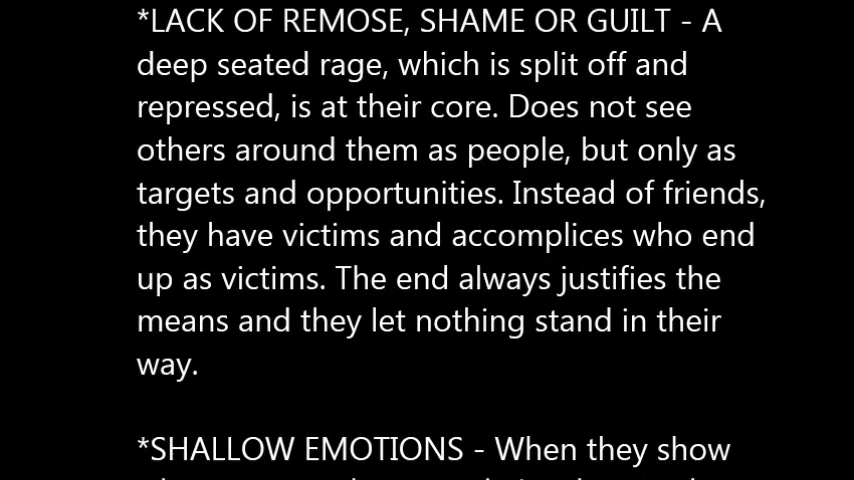 *LACK OF REMOSE, SHAME OR GUILT - A
deep seated rage, which is split off and
repressed, is at their core. Does not see
others around them as people, but only as
targets and opportunities. Instead of friends,
they have victims and accomplices who end
up as victims. The end always justifies the
means and they let nothing stand in their
way.
*SHALLOW EMOTIONS - When they show